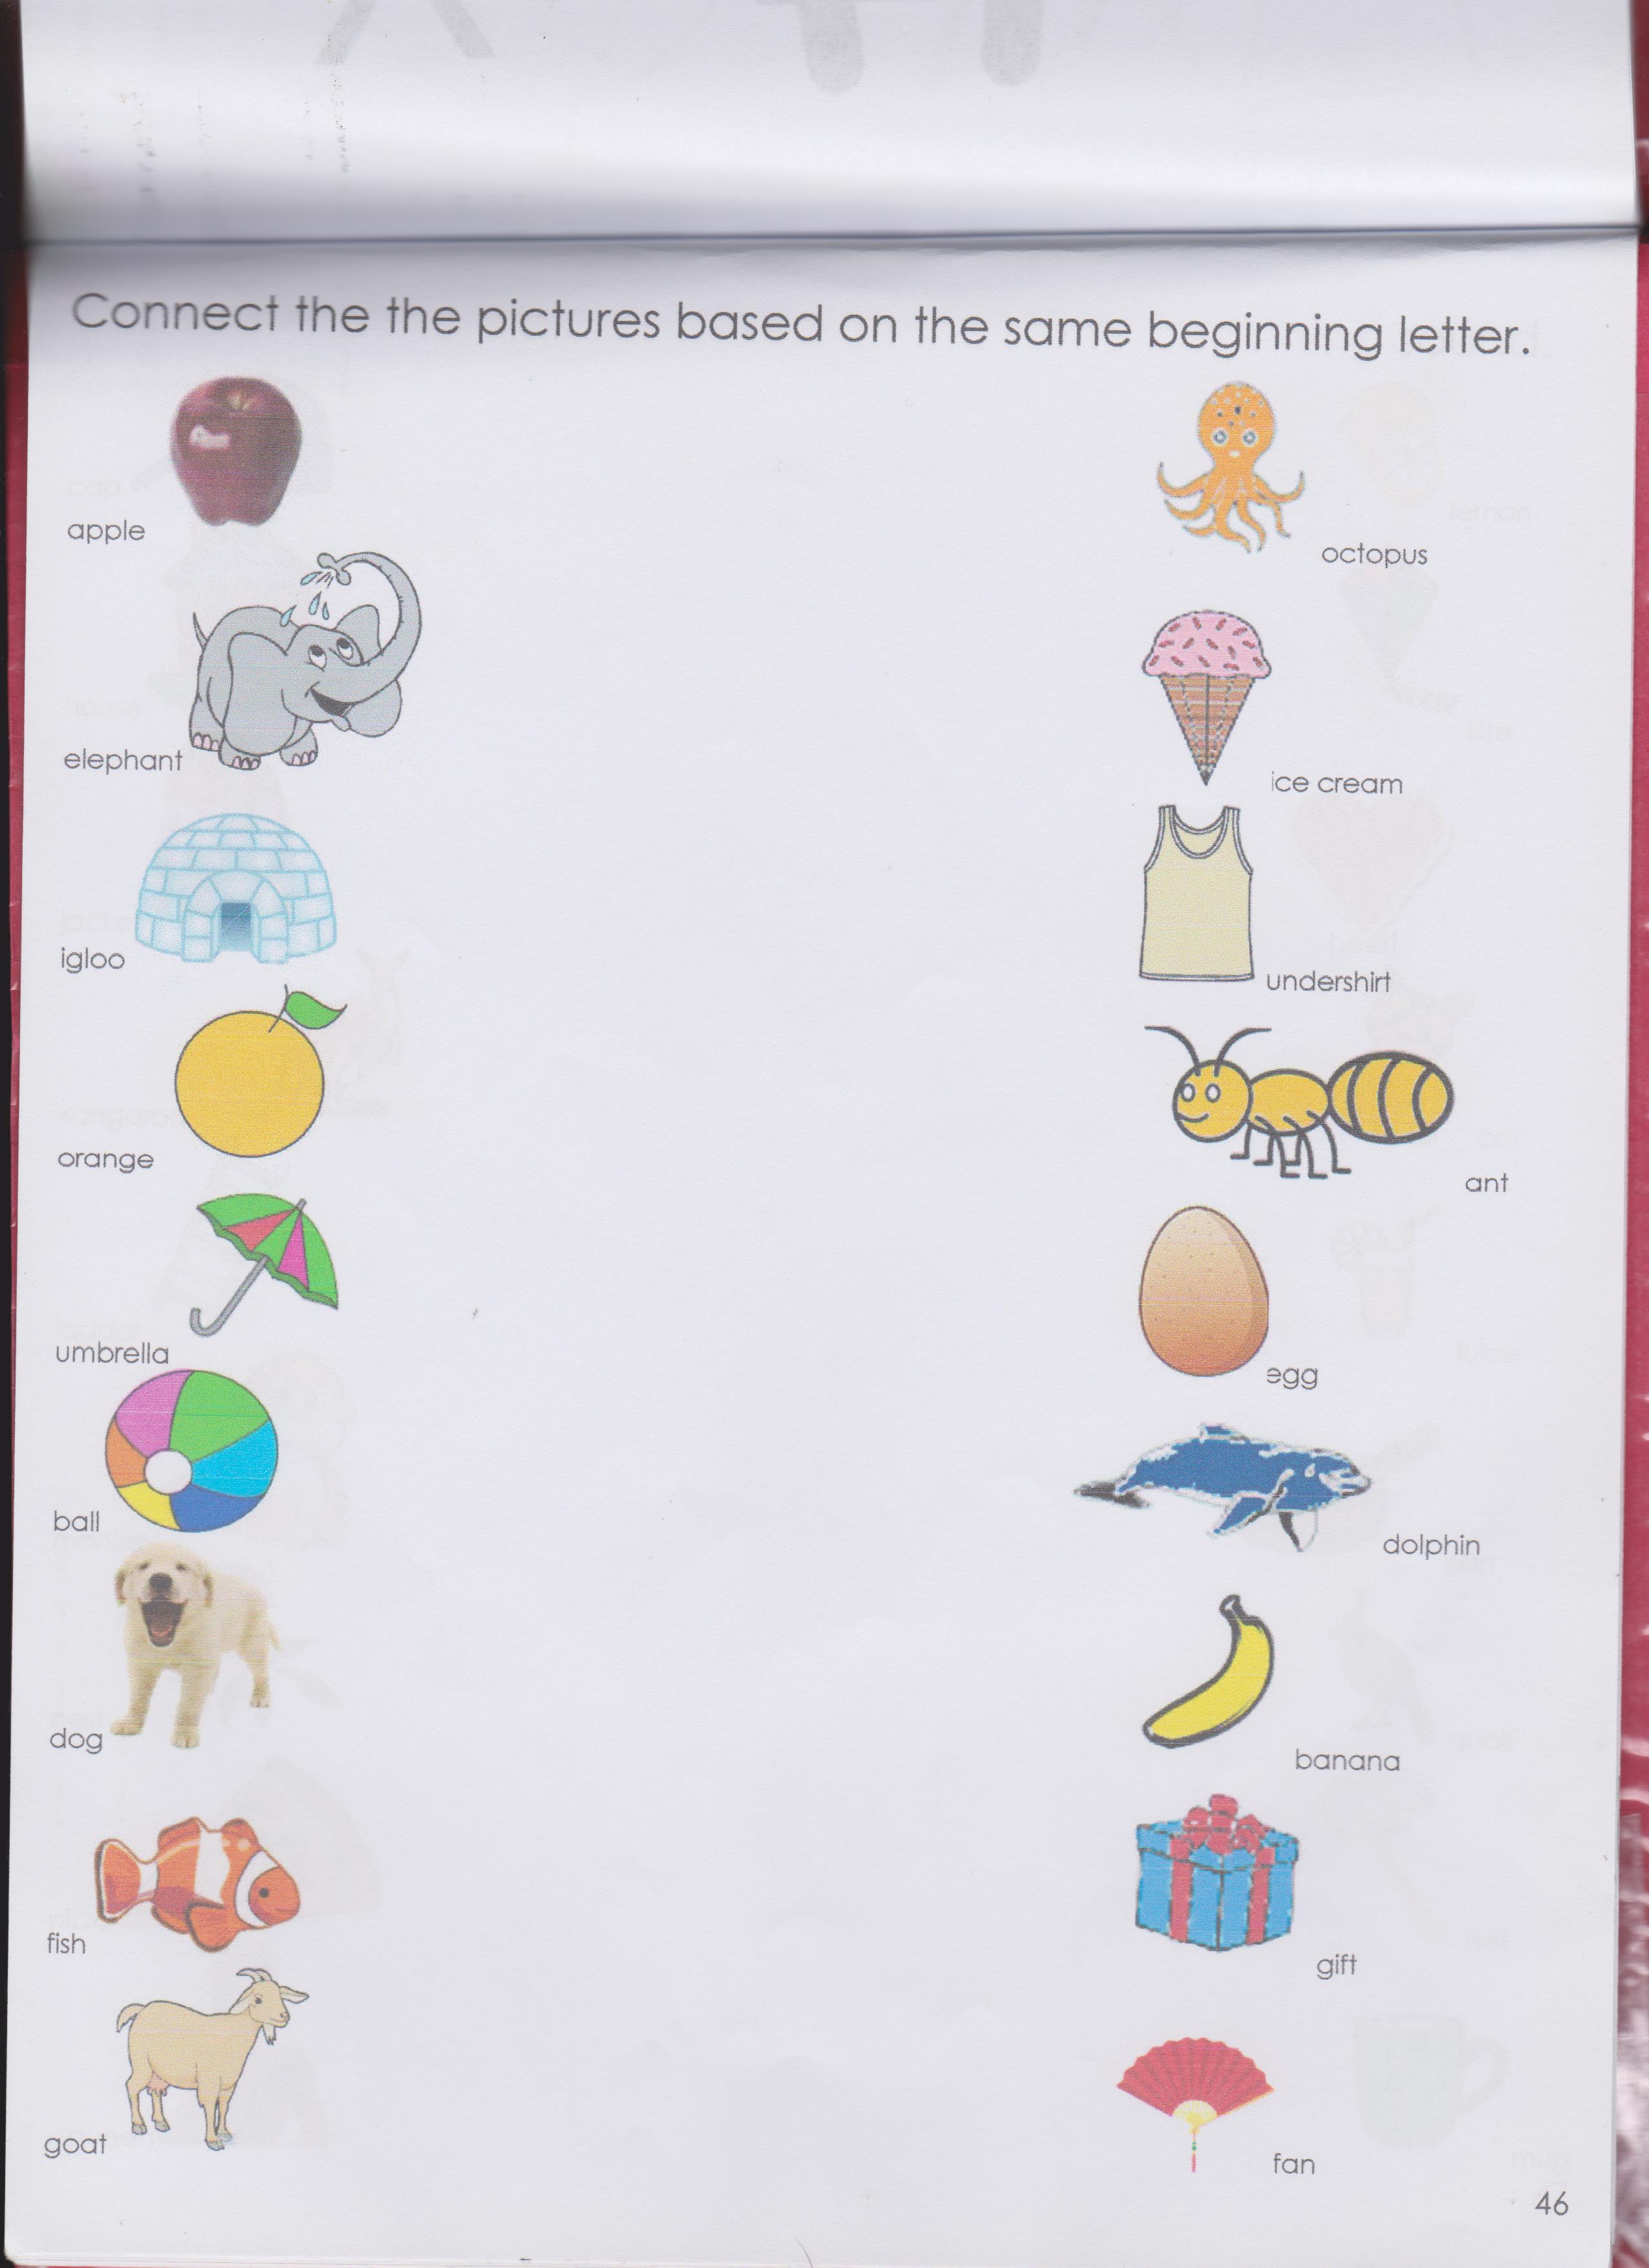 Connect the the pictures based on the same beginning letter.
apple
octopus
elephant
ice cream
igloo
undershirt
orange
ant
umbrella
egg
ball
dolphin
dog
banana
fish
gift
goat
fan
46